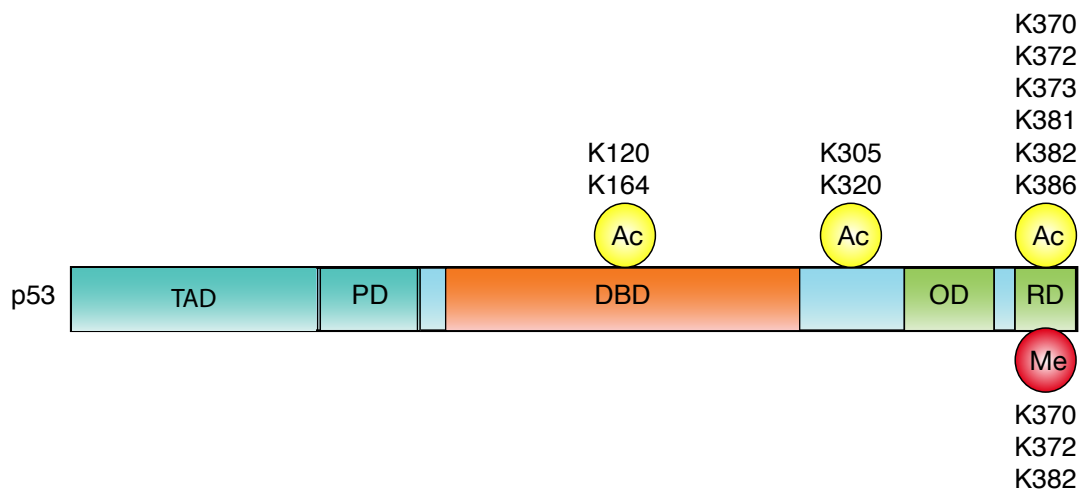 K370
K372
K373
K381
K120 K305 K382
K164 K320 K386
Ac Ac Ac
p53 TAD PD DBD OD RD
Me
K370
K372
K382